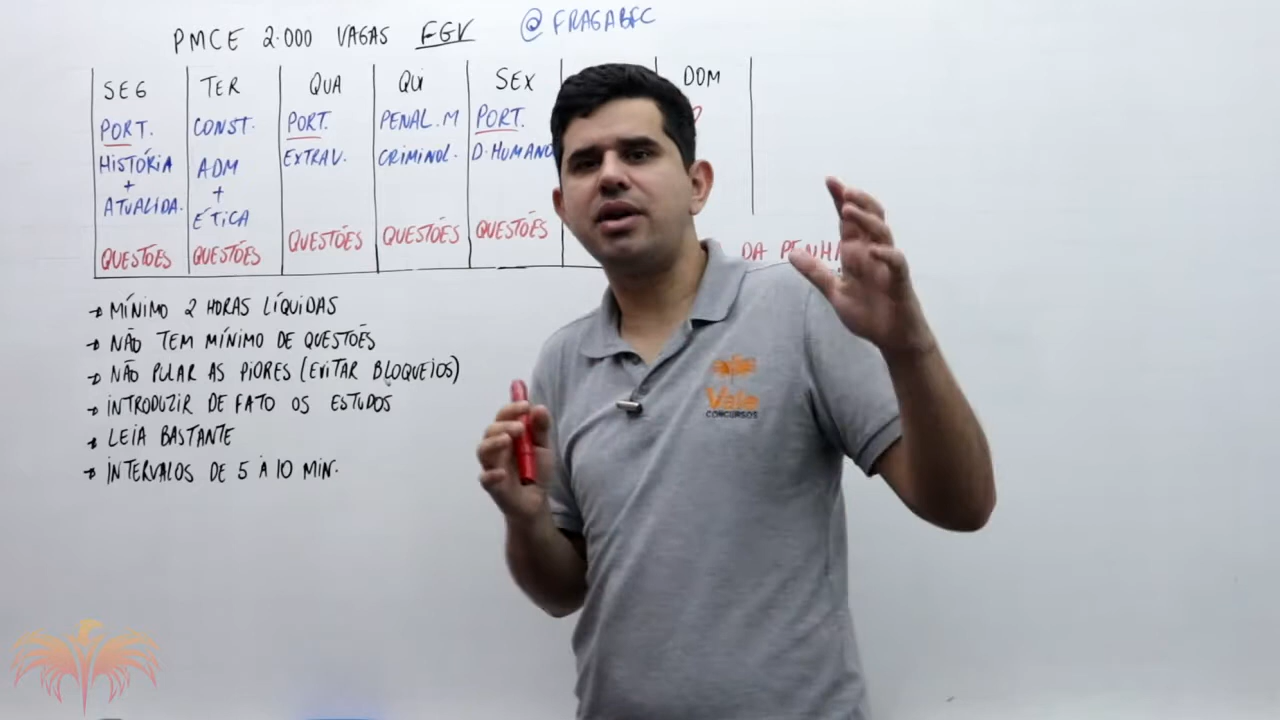 PMCE 2.000 VAGAS FGV @FRAGABFC
SEG TER QUA QUI SEX DOM
PORT. CONST. PORT. PENAL. M PORT.
HISTÓRIA ADM EXTRAV. CRIMINOL. D. HUMANO
+ +
ATUALIDA. ÉTICA
QUESTÕES QUESTÕES QUESTÕES QUESTÕES QUESTÕES DA PENHA
→ MÍNIMO 2 HORAS LÍQUIDAS
→ NÃO TEM MÍNIMO DE QUESTÕES
→ NÃO PULAR AS PIORES (EVITAR BLOQUEIOS)
→ INTRODUZIR DE FATO OS ESTUDOS
→ LEIA BASTANTE
→ INTERVALOS DE 5 À 10 MIN.
Vale
CONCURSOS